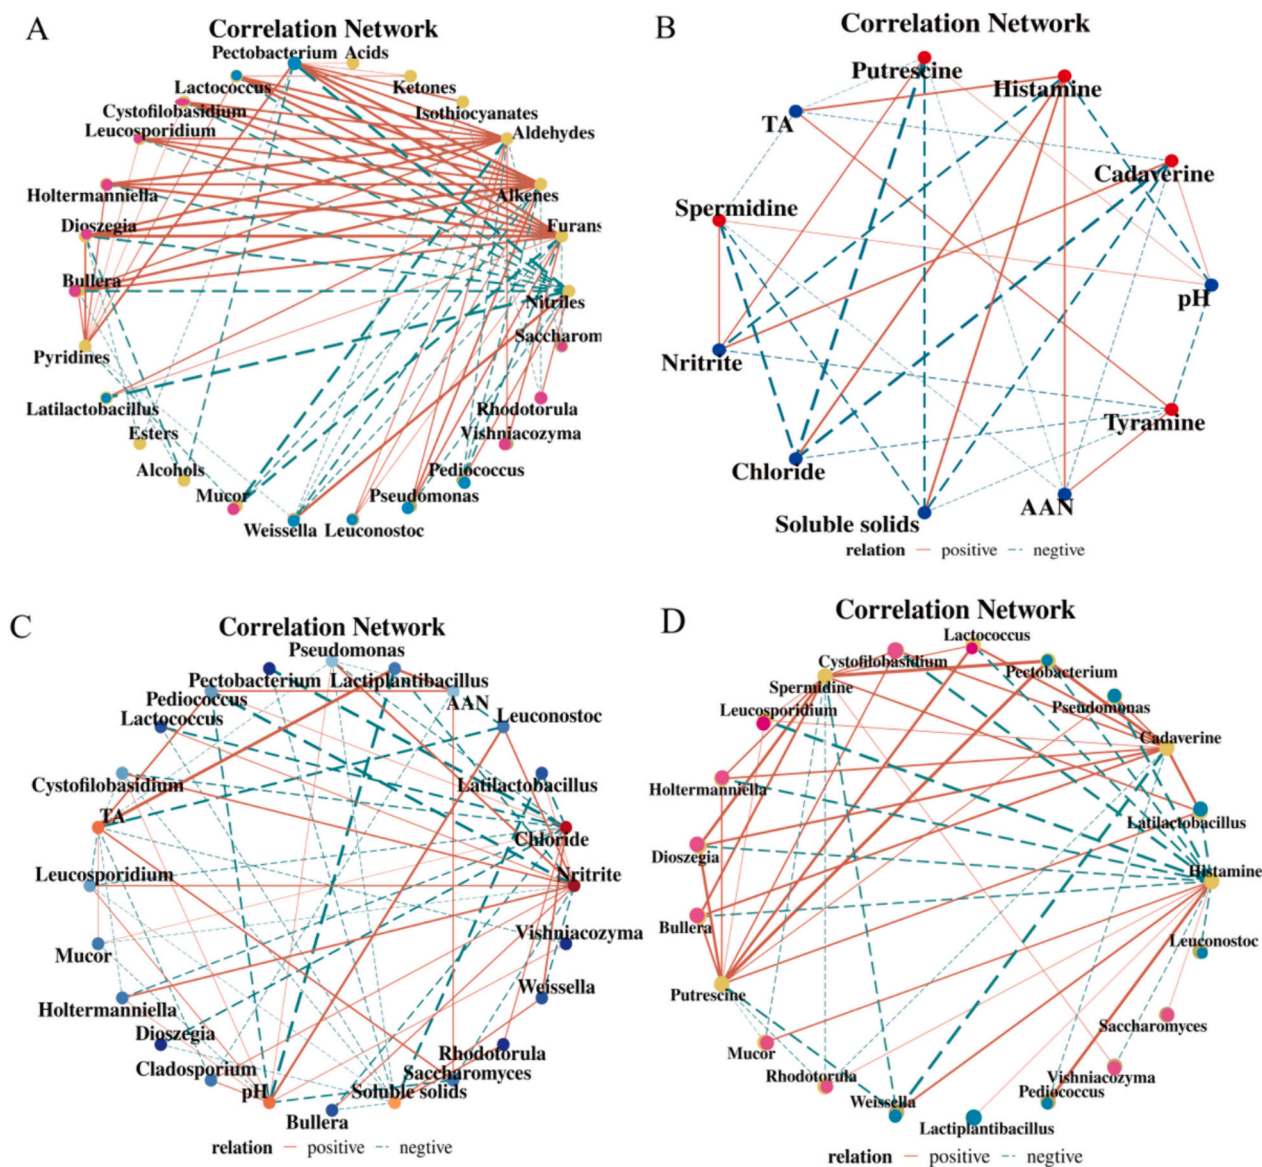 A
Correlation Network
Pectobacterium Acids
Lactococcus
Ketones
Cystofilobasidium
Isothiocyanates
Leucosporidium
Aldehydes
Holtermanniella
Alkenes
Dioszegia
Furans
Bullera
Nitriles
Saccharom
Pyridines
Latilactobacillus
Rhodotorula
Esters
Vishniacozyma
Alcohols
Pediococcus
Mucor
Pseudomonas
Weissella Leuconostoc
B
Correlation Network
Putrescine
Histamine
TA
Cadaverine
Spermidine
pH
Nritrite
Tyramine
Chloride
AAN
Soluble solids
relation positive negtive
C
Correlation Network
Pseudomonas
Pectobacterium Lactiplantibacillus
Pediococcus
AAN
Lactococcus
Leuconostoc
Cystofilobasidium
Latilactobacillus
TA
Chloride
Leucosporidium
Nritrite
Vishniacozyma
Mucor
Weissella
Holtermanniella
Dioszegia
Rhodotorula
Cladosporium
Saccharomyces
pH
Soluble solids
Bullera
relation positive negtive
D
Correlation Network
Lactococcus
Cystofilobasidium
Pectobacterium
Spermidine
Pseudomonas
Leucosporidium
Cadaverine
Holtermanniella
Latilactobacillus
Dioszegia
Histamine
Bullera
Leuconostoc
Putrescine
Saccharomyces
Mucor
Rhodotorula
Vishniacozyma
Pediococcus
Weissella
Lactiplantibacillus
relation positive negtive